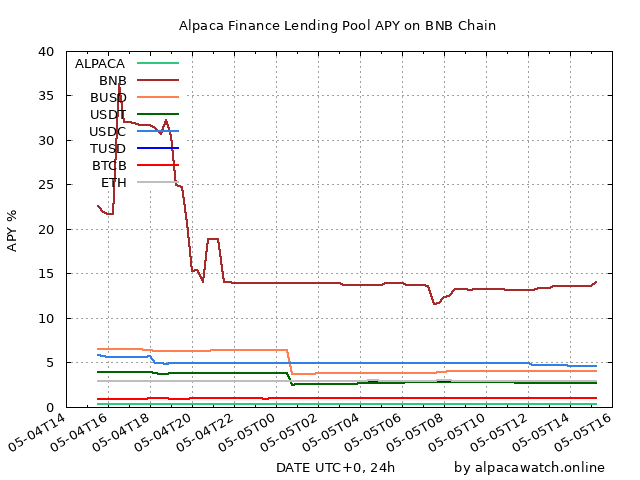 Alpaca Finance Lending Pool APY on BNB Chain
40
35
30
25
20
15
10
5
0
APY %
ALPACA
BNB
BUSD
USDT
USDC
TUSD
BTCB
ETH
05-04T14
05-04T16
05-04T18
05-04T20
05-04T22
05-05T00
05-05T02
05-05T04
05-05T06
05-05T08
05-05T10
05-05T12
05-05T14
05-05T16
DATE UTC+0, 24h
by alpacawatch.online